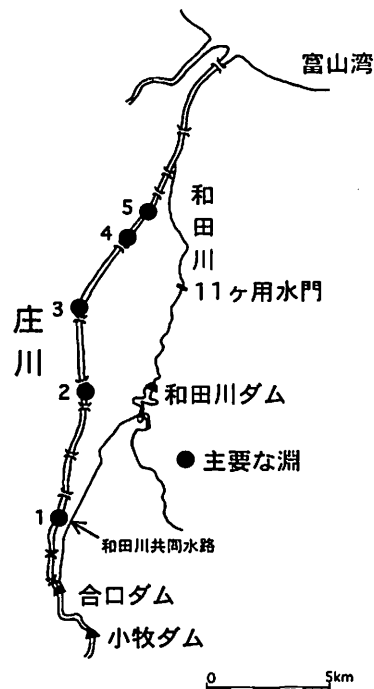 富山湾
和田川
5
4
11ヶ用水門
3
庄川
2
和田川ダム
● 主要な淵
1
和田川共同水路
合口ダム
小牧ダム
0 5km